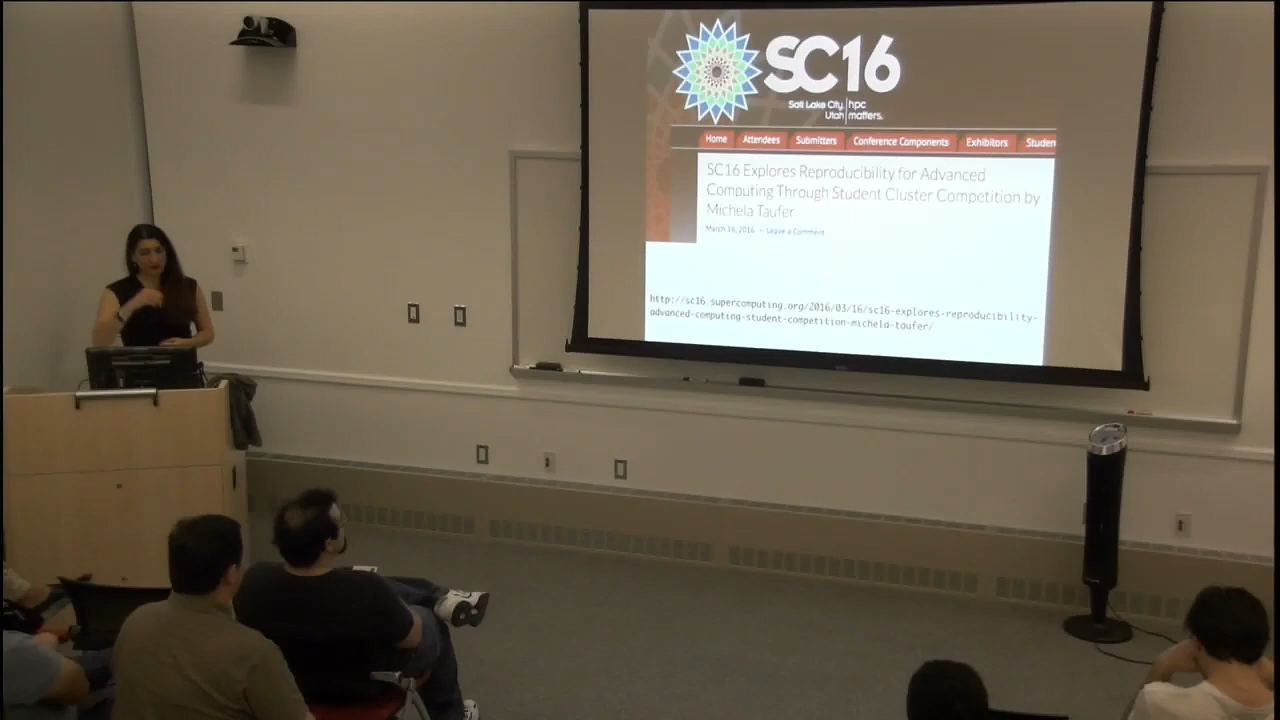 SC16
Salt Lake City, hpc
Utah matters.
Home Attendees Submitters Conference Components Exhibitors Studen
SC16 Explores Reproducibility for Advanced
Computing Through Student Cluster Competition by
Michela Taufer
March 16, 2016 — Leave a Comment
http://sc16.supercomputing.org/2016/03/16/sc16-explores-reproducibility-
advanced-computing-student-competition-michela-taufer/